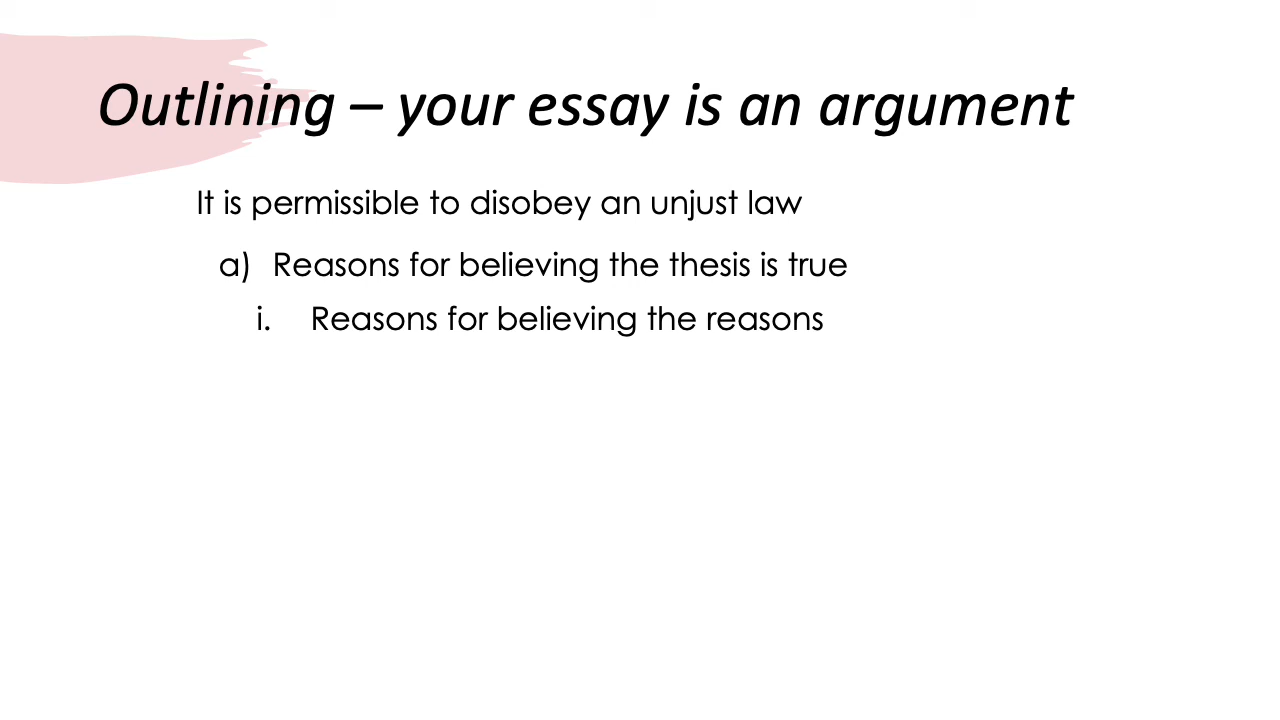 Outlining – your essay is an argument
It is permissible to disobey an unjust law
a) Reasons for believing the thesis is true
i. Reasons for believing the reasons